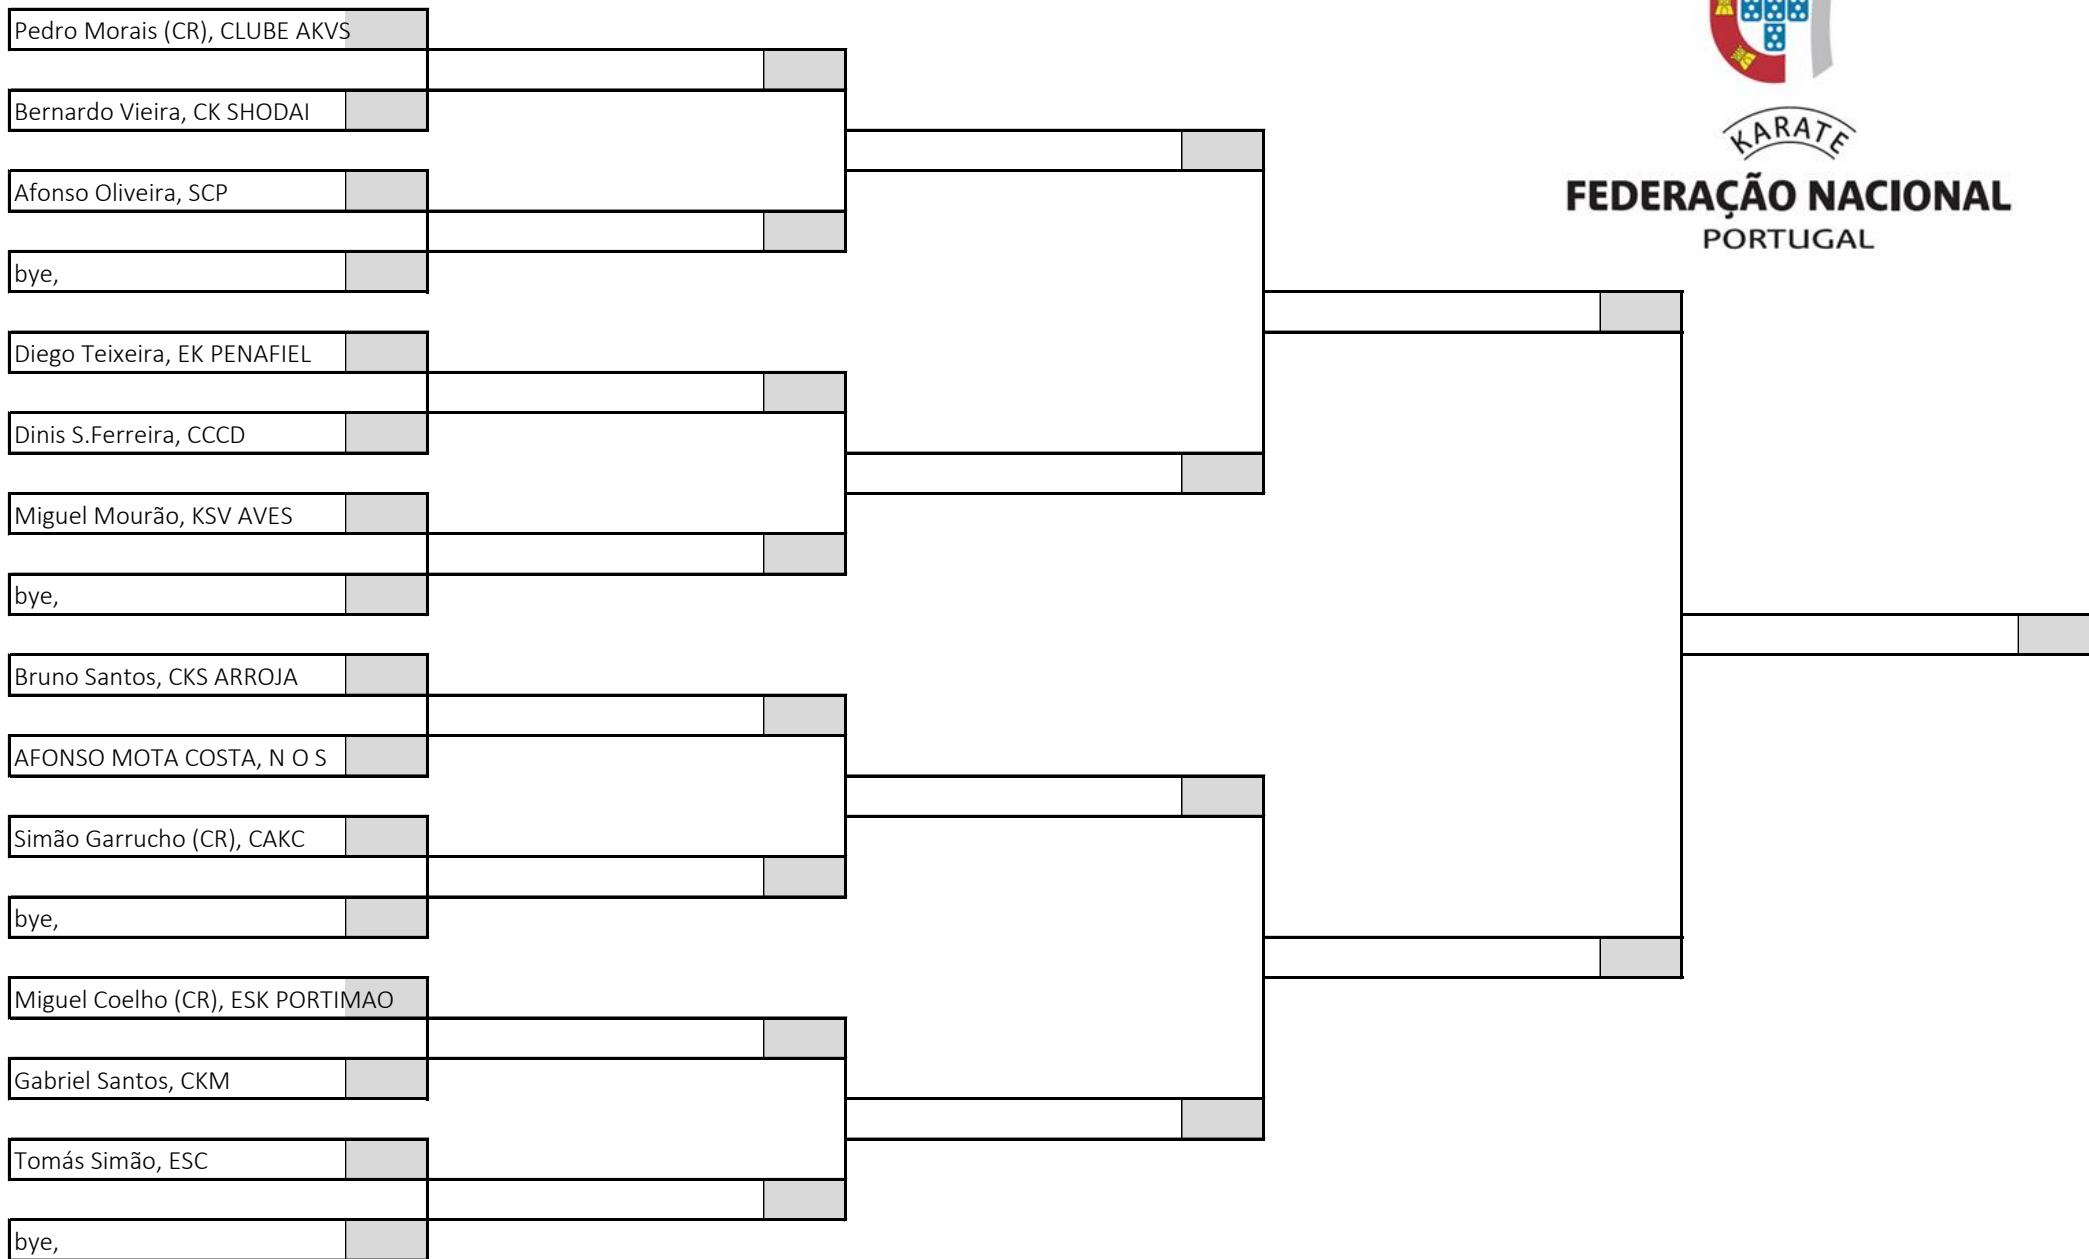 Pedro Morais (CR), CLUBE AKVS
Bernardo Vieira, CK SHODAI
Afonso Oliveira, SCP
bye,
Diego Teixeira, EK PENAFIEL
Dinis S.Ferreira, CCCD
Miguel Mourão, KSV AVES
bye,
Bruno Santos, CKS ARROJA
AFONSO MOTA COSTA, N O S
Simão Garrucho (CR), CAKC
bye,
Miguel Coelho (CR), ESK PORTIMAO
Gabriel Santos, CKM
Tomás Simão, ESC
bye,
KARATE
FEDERAÇÃO NACIONAL
PORTUGAL